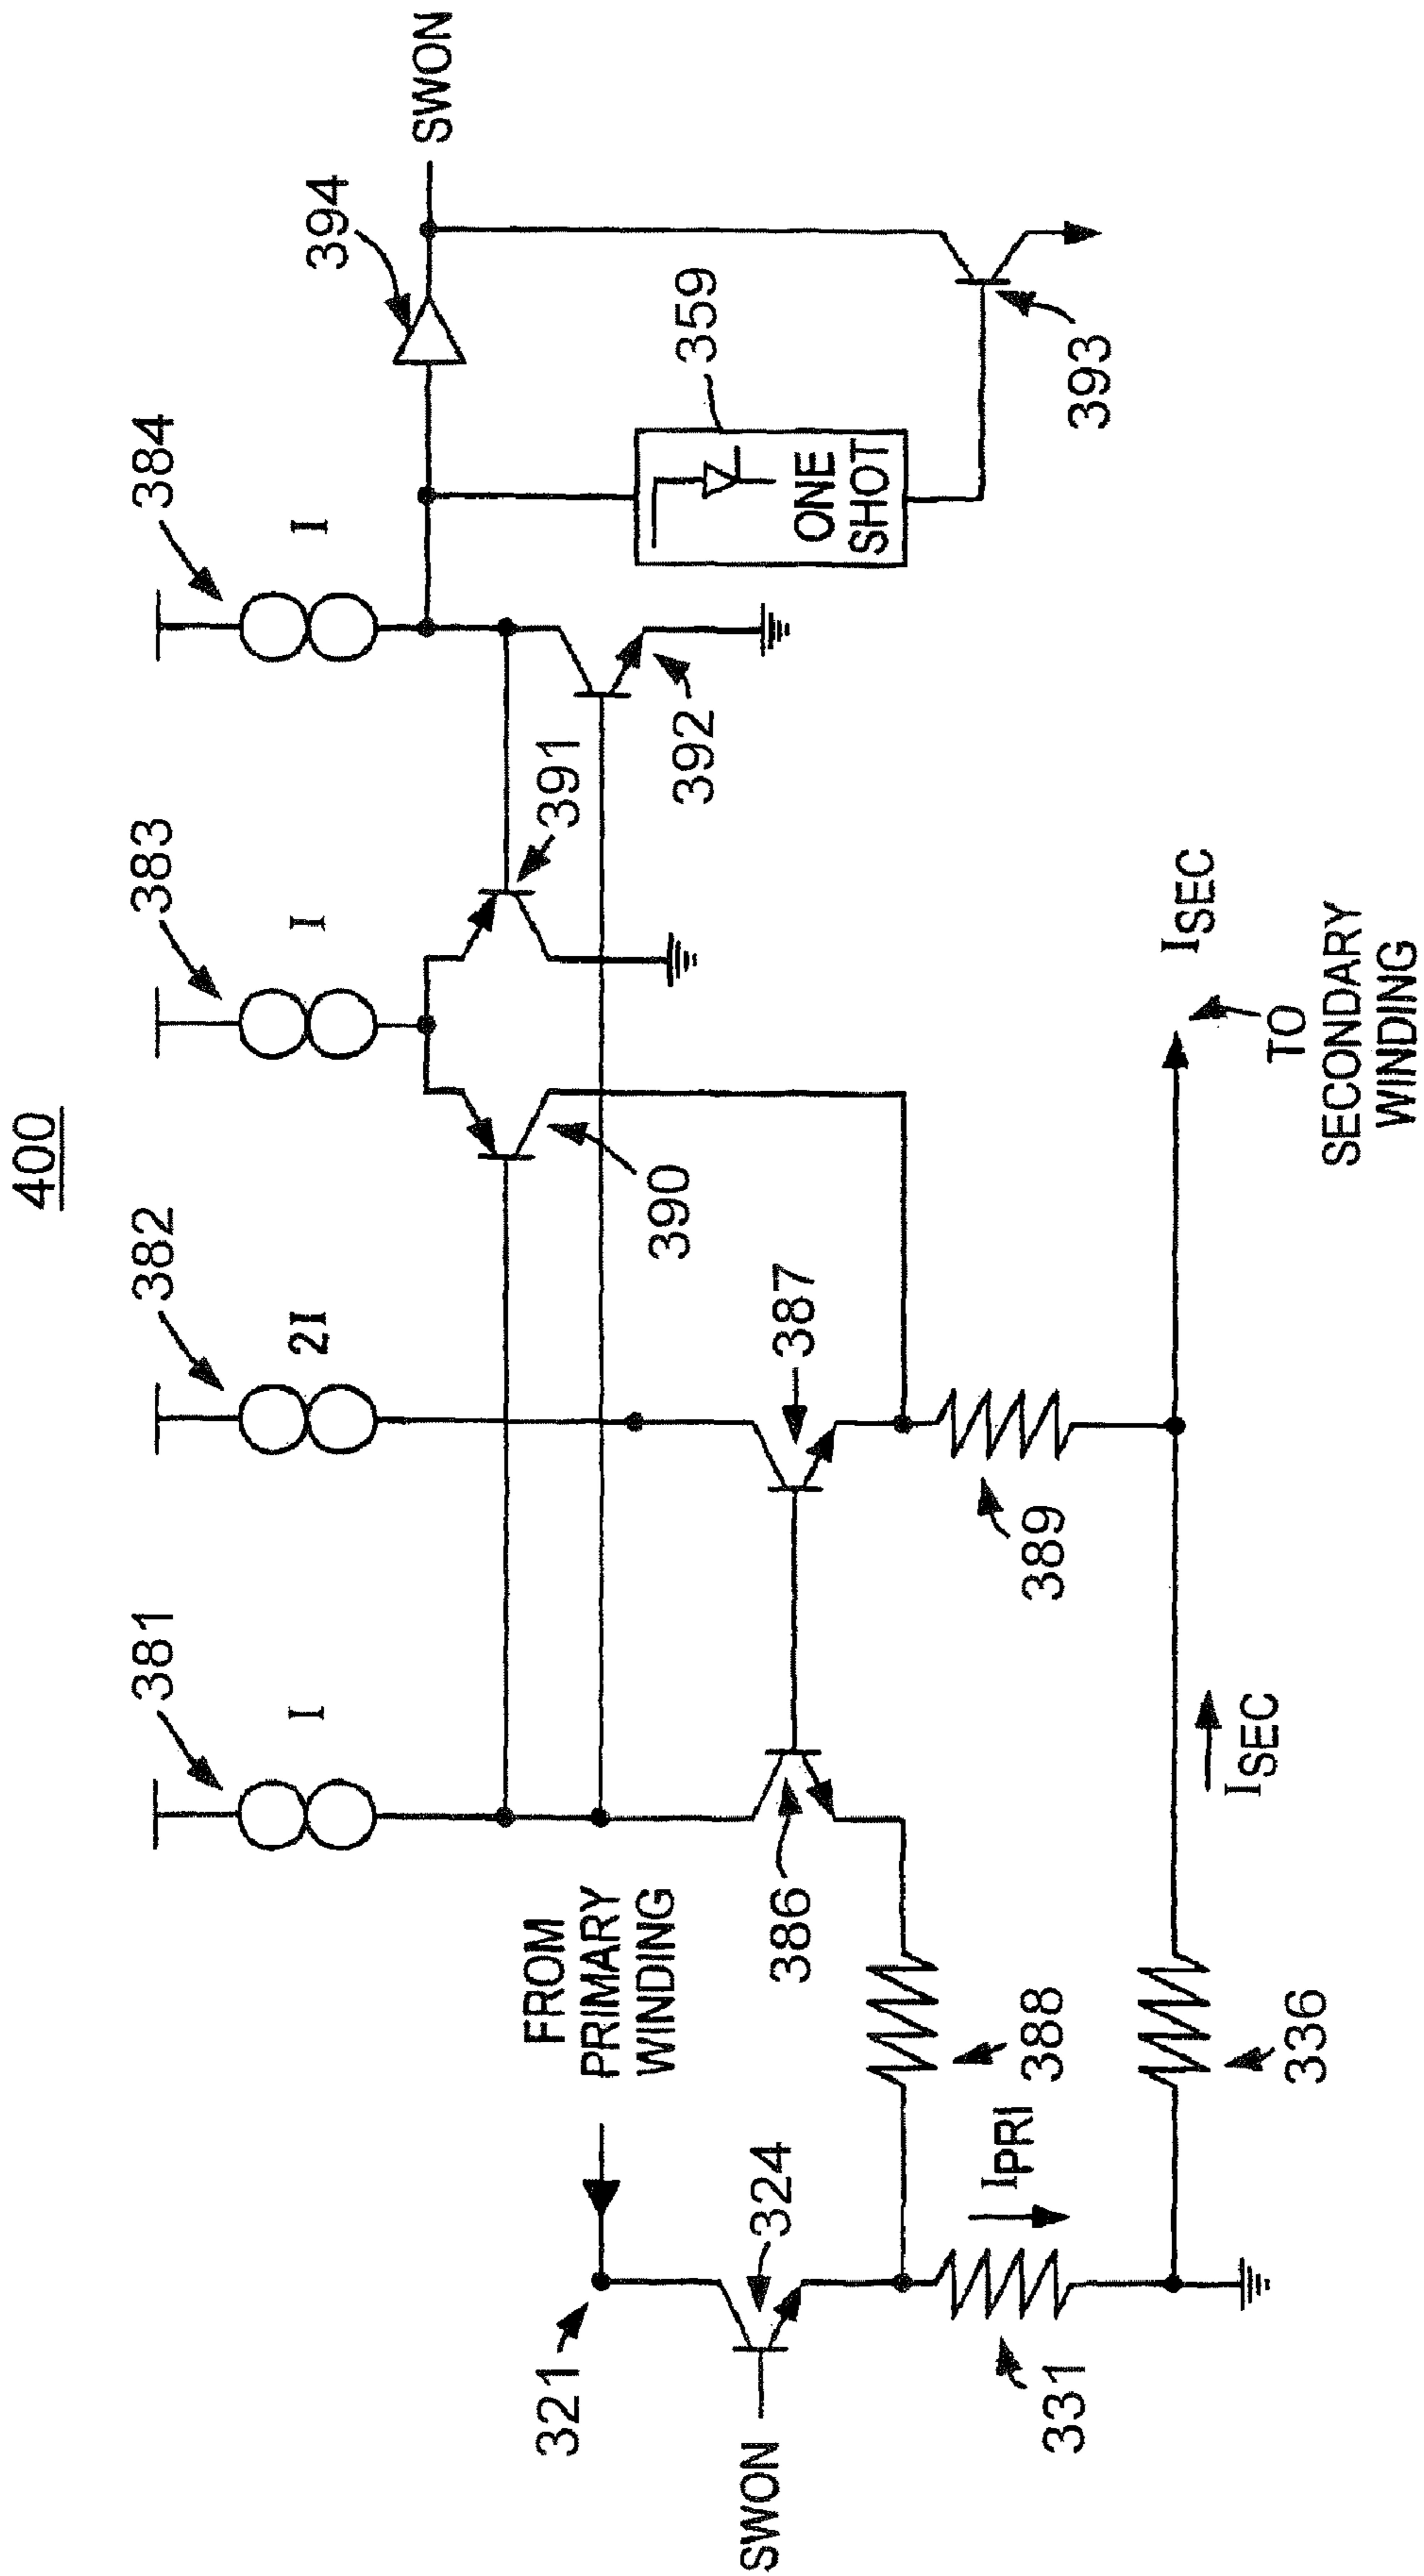 400
381
I
382
2I
383
I
384
I
394
SWON
FROM
PRIMARY
WINDING
321
SWON
324
386
387
390
391
392
359
ONE
SHOT
393
388
389
331
IPRI
336
ISEC
ISEC
TO
SECONDARY
WINDING